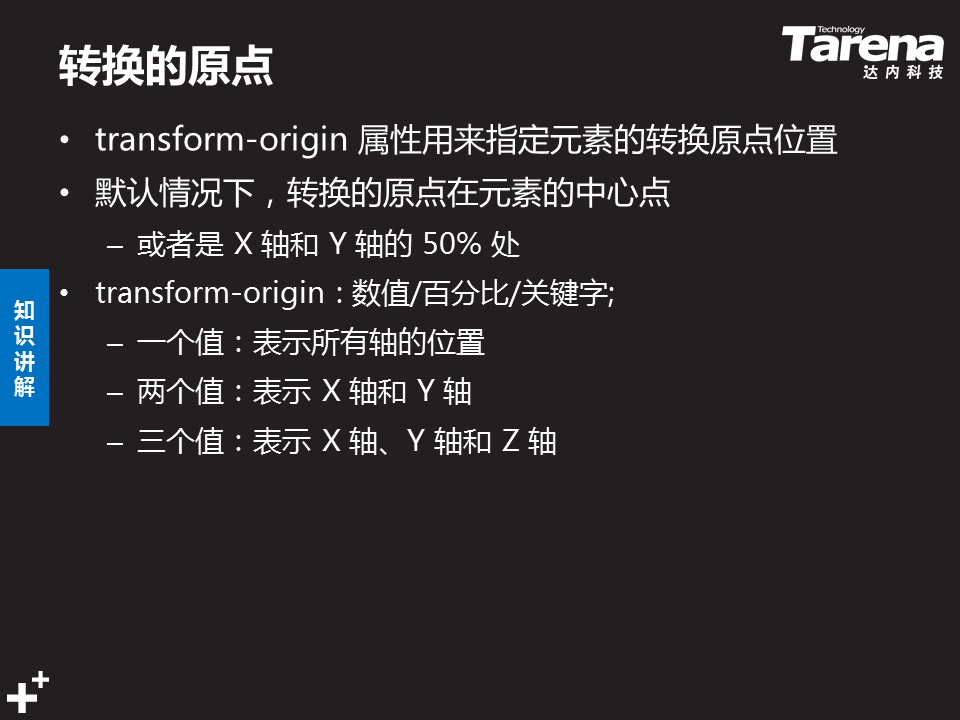 转换的原点
Technology
Tarena
达内科技
• transform-origin 属性用来指定元素的转换原点位置
• 默认情况下，转换的原点在元素的中心点
– 或者是 X 轴和 Y 轴的 50% 处
• transform-origin：数值/百分比/关键字;
– 一个值：表示所有轴的位置
– 两个值：表示 X 轴和 Y 轴
– 三个值：表示 X 轴、Y 轴和 Z 轴
知
识
讲
解